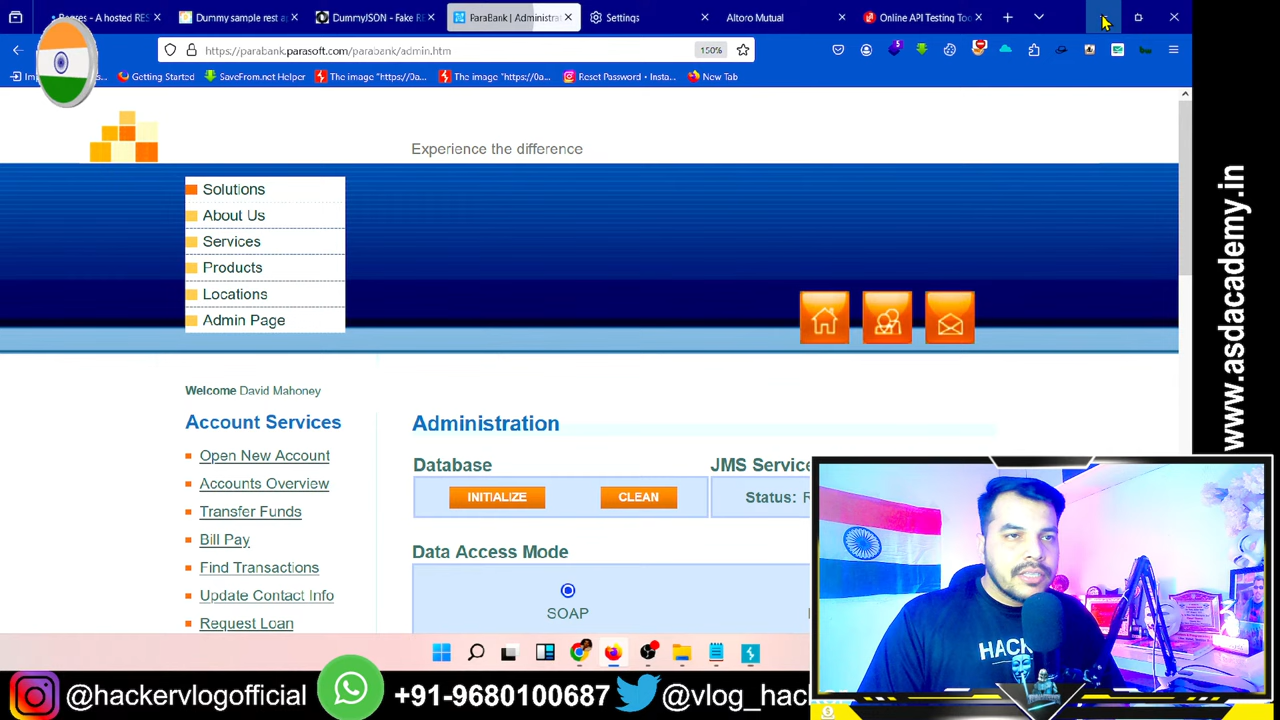 Reqres - A hosted RES
Dummy sample rest a
DummyJSON - Fake R
ParaBank | Administra
Settings
Altoro Mutual
Online API Testing Too
https://parabank.parasoft.com/parabank/admin.htm
150%
Getting Started
SaveFrom.net Helper
The image "https://0a...
The image "https://0a...
Reset Password • Insta...
New Tab
Experience the difference
Solutions
About Us
Services
Products
Locations
Admin Page
Welcome David Mahoney
Account Services
Open New Account
Accounts Overview
Transfer Funds
Bill Pay
Find Transactions
Update Contact Info
Request Loan
Administration
Database
INITIALIZE
CLEAN
JMS Service
Status: R
Data Access Mode
SOAP
www.asdacademy.in
HACK
@hackervlogofficial
+91-9680100687
@vlog_hac